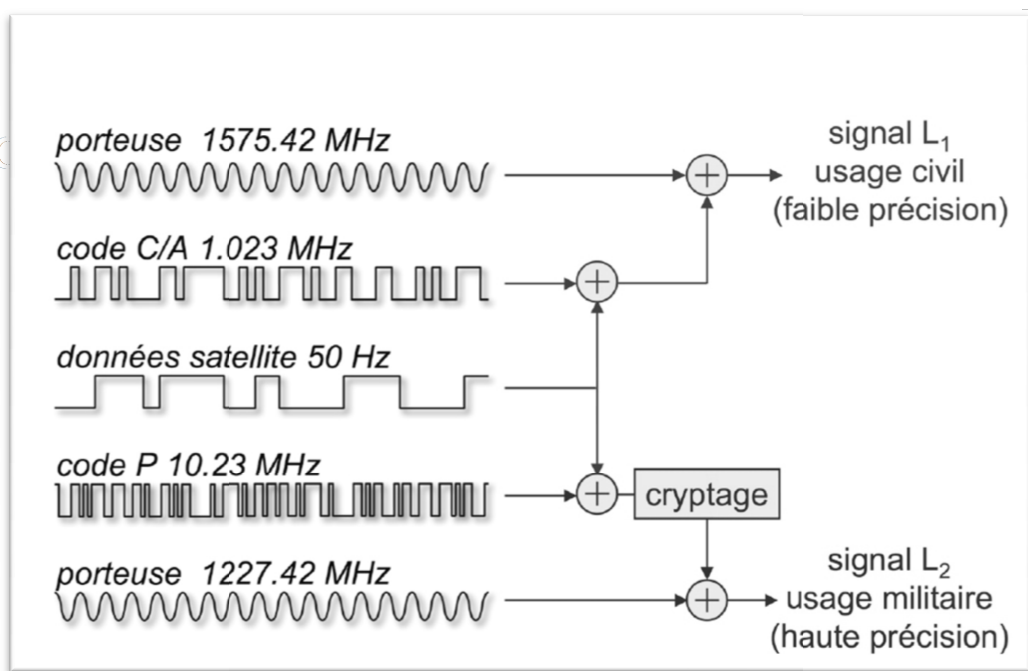 porteuse 1575.42 MHz
signal L1
usage civil
(faible précision)
code C/A 1.023 MHz
données satellite 50 Hz
code P 10.23 MHz
cryptage
porteuse 1227.42 MHz
signal L2
usage militaire
(haute précision)